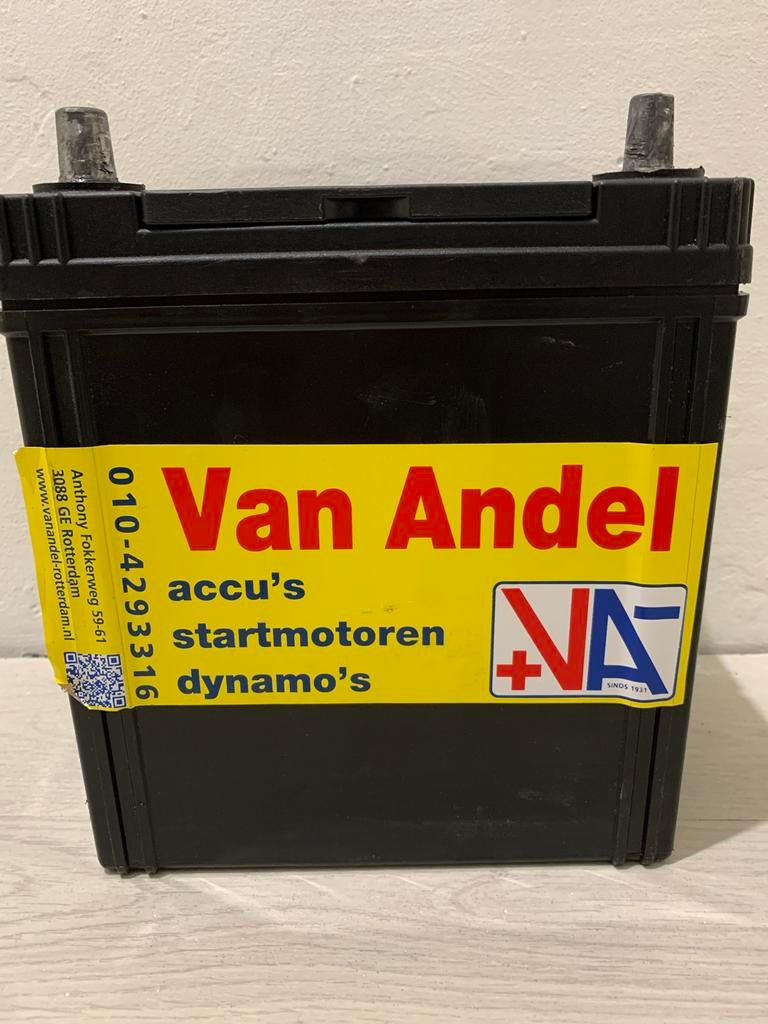 Van Andel
accu's
startmotoren
dynamo's
+VA-
SINDS 1931
010-4293316
Anthony Fokkerweg 59-61
3088 GE Rotterdam
www.vanandel-rotterdam.nl